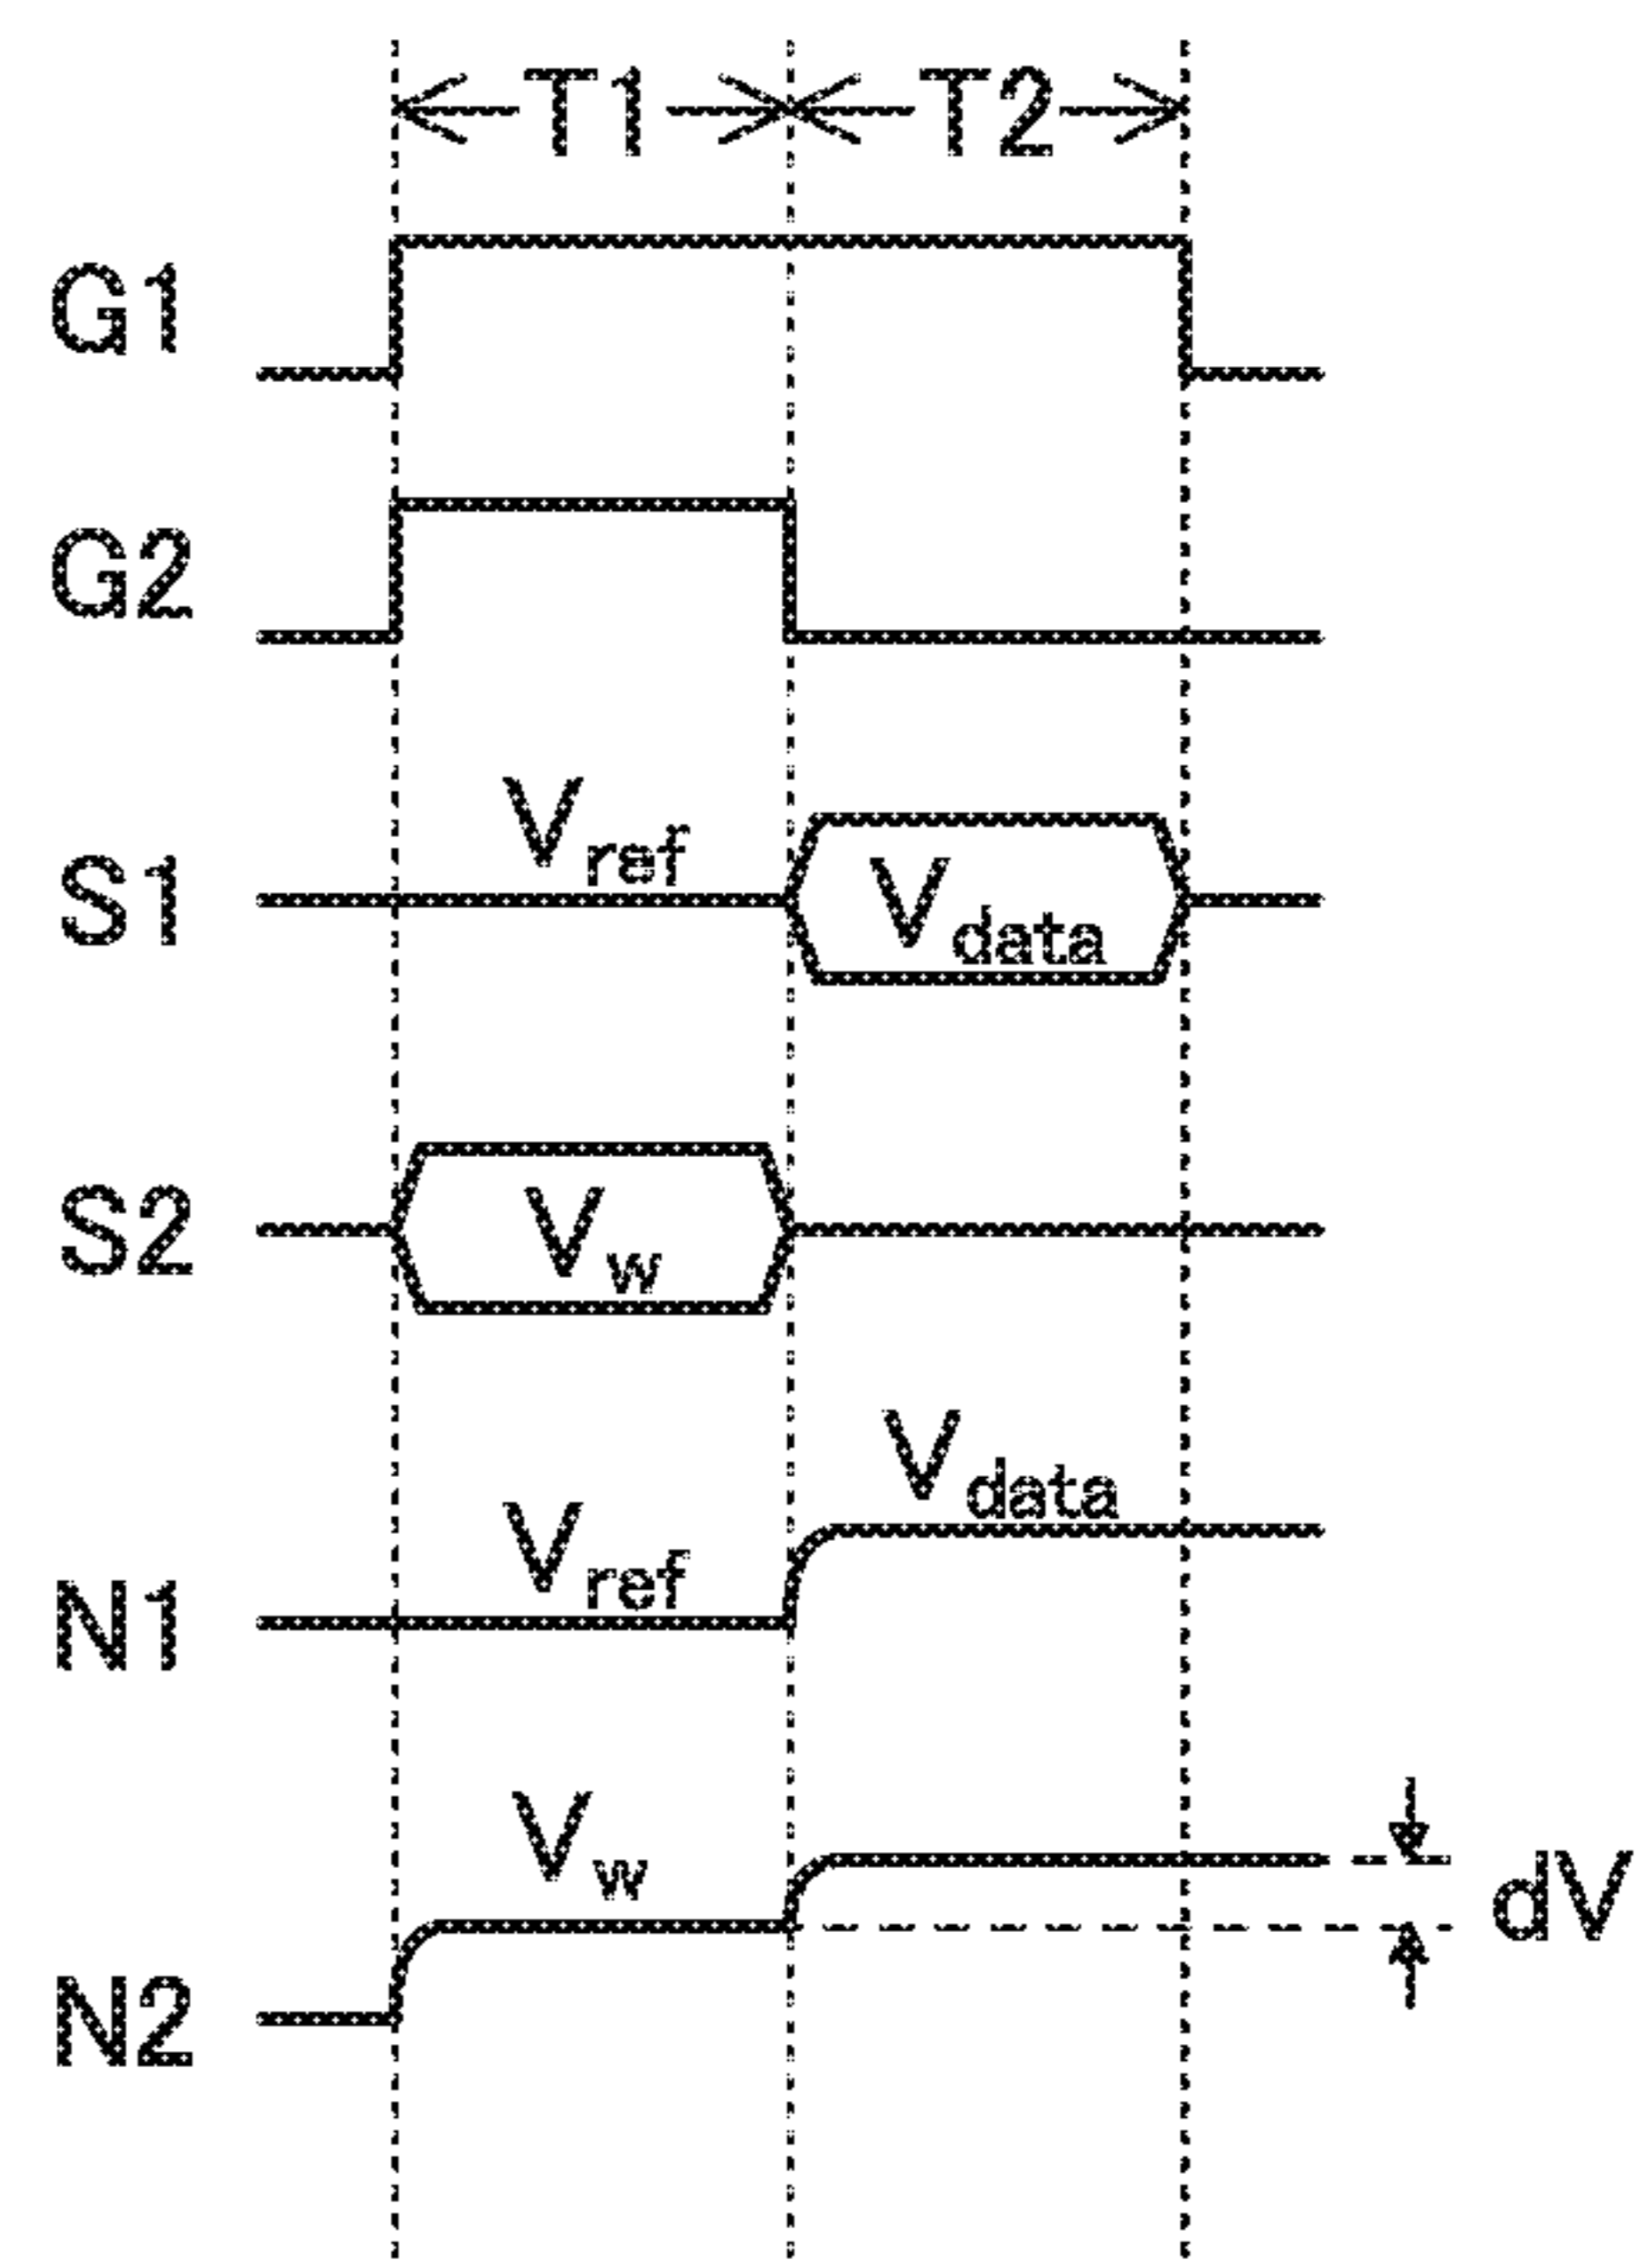 T1 T2
G1
G2
S1 Vref Vdata
S2 Vw
N1 Vref Vdata
N2 Vw dV